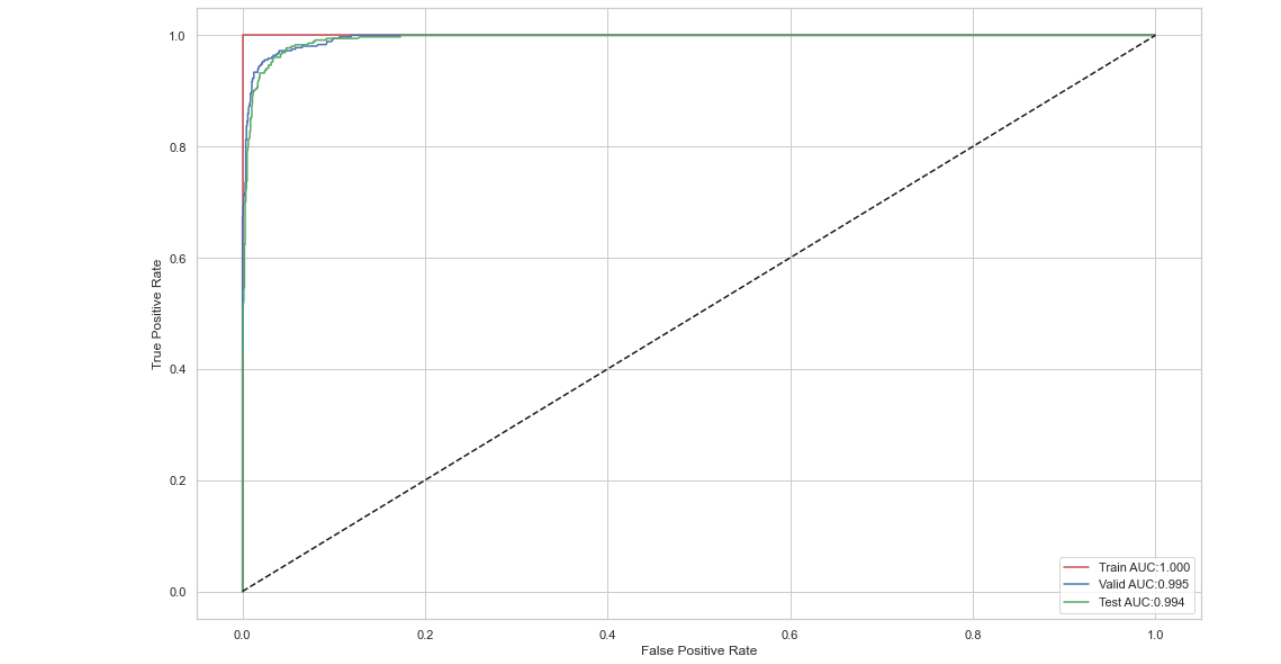 1.0
0.8
0.6
0.4
0.2
0.0
True Positive Rate
Train AUC:1.000
Valid AUC:0.995
Test AUC:0.994
0.0 0.2 0.4 0.6 0.8 1.0
False Positive Rate